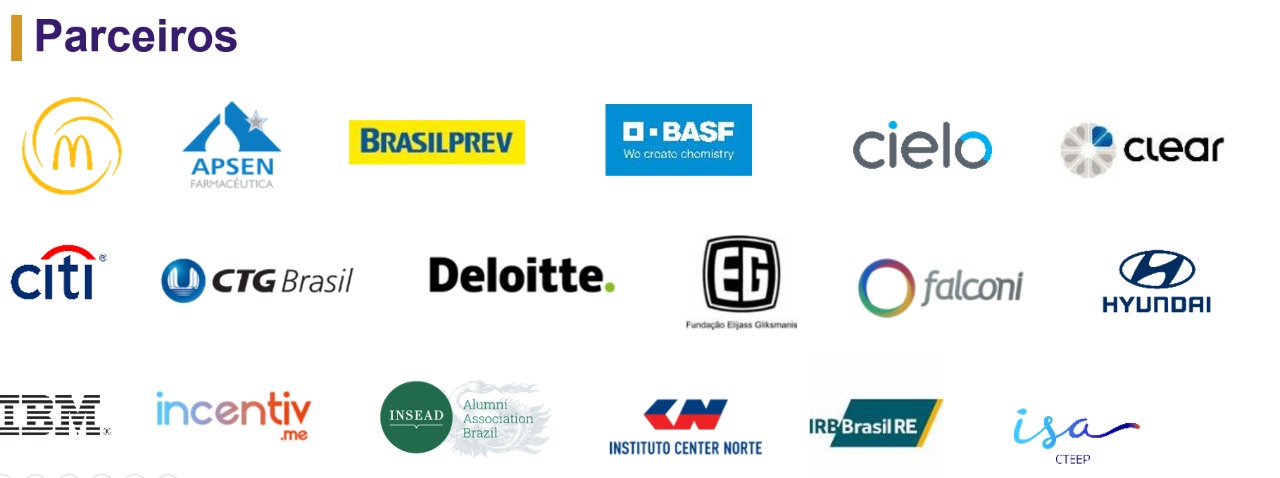 Parceiros
M
APSEN
FARMACÊUTICA
BRASILPREV
BASF
We create chemistry
cielo
clear
citi®
CTG Brasil
Deloitte.
EG
Fundação Elijass Gliksmanis
falconi
HYUNDAI
IBM®
incentiv
.me
INSEAD
Alumni
Association
Brazil
CN
INSTITUTO CENTER NORTE
IRB Brasil RE
isa
CTEEP